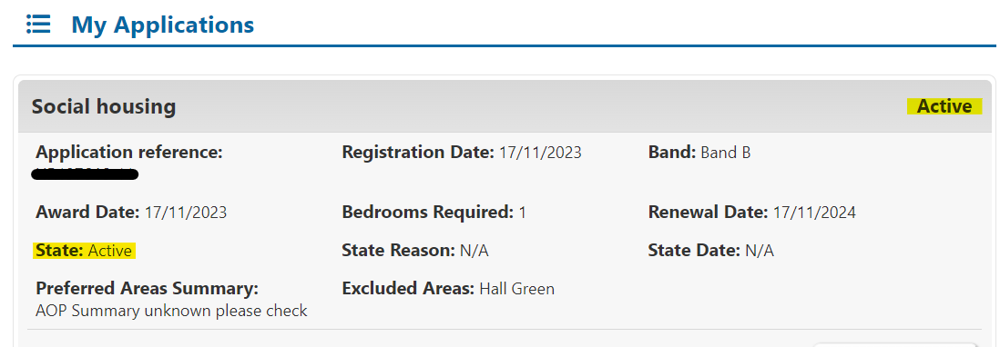 My Applications
Social housing Active
Application reference: Registration Date: 17/11/2023 Band: Band B
Award Date: 17/11/2023 Bedrooms Required: 1 Renewal Date: 17/11/2024
State: Active State Reason: N/A State Date: N/A
Preferred Areas Summary: Excluded Areas: Hall Green
AOP Summary unknown please check